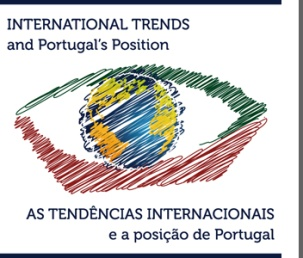 INTERNATIONAL TRENDS
and Portugal's Position
AS TENDÊNCIAS INTERNACIONAIS
e a posição de Portugal